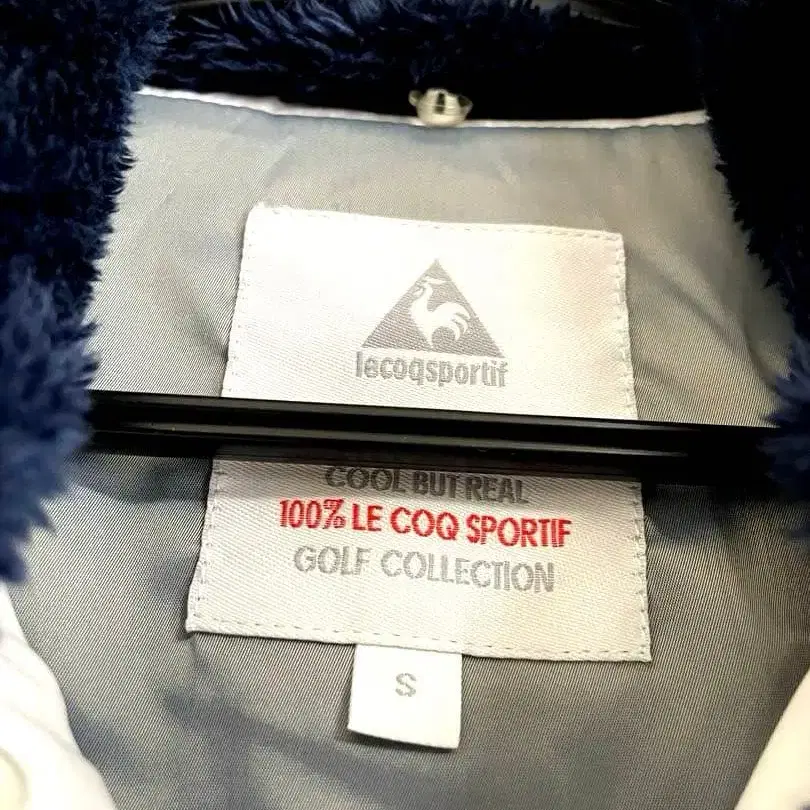 lecoqsportif
COOL BUT REAL
100% LE COQ SPORTIF
GOLF COLLECTION
S